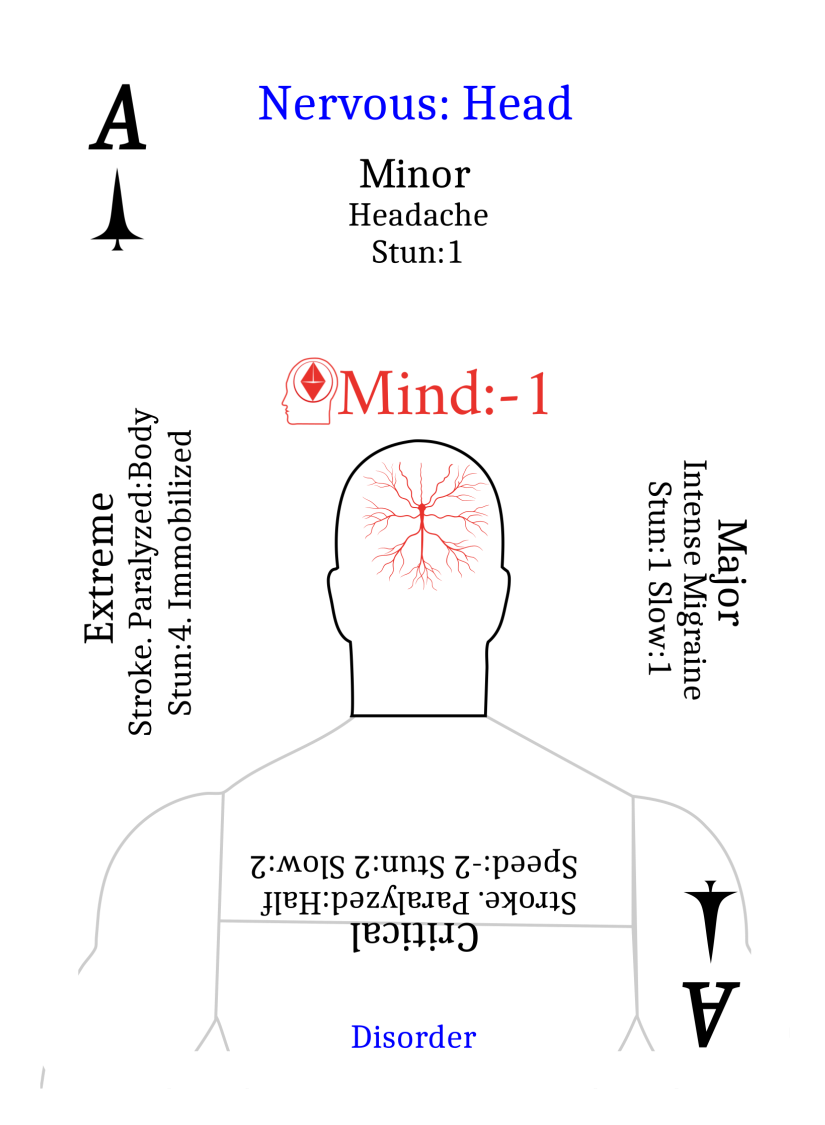 A
Nervous: Head
Minor
Headache
Stun:1
Mind:-1
Extreme
Stroke. Paralyzed:Body
Stun:4. Immobilized
Major
Intense Migraine
Stun:1 Slow:1
Critical
Stroke. Paralyzed:Half
Speed:-2 Stun:2 Slow:2
Disorder
A